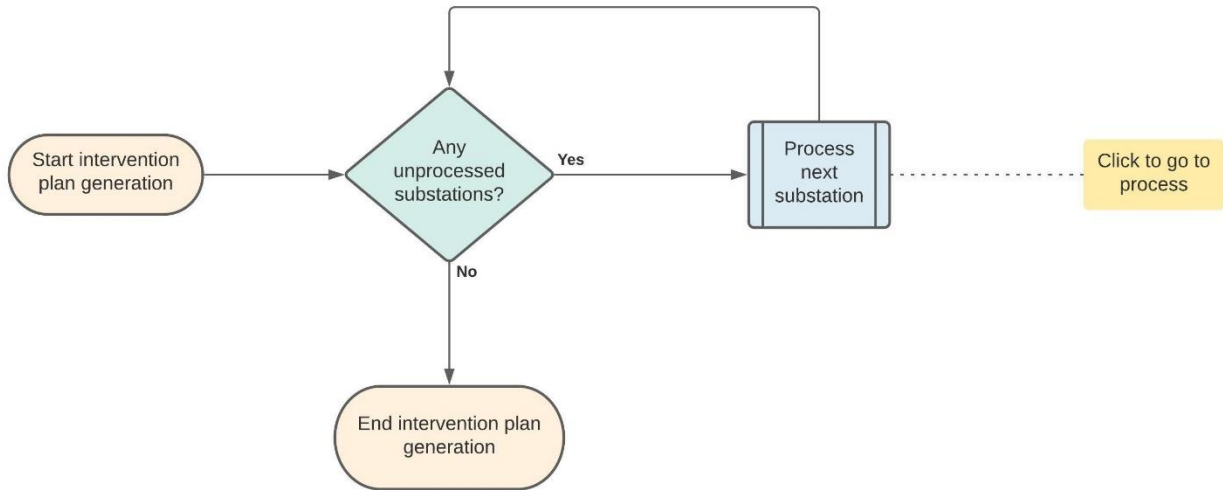 Start intervention
plan generation
Any
unprocessed
substations?
Yes
Process
next
substation
Click to go to
process
No
End intervention plan
generation